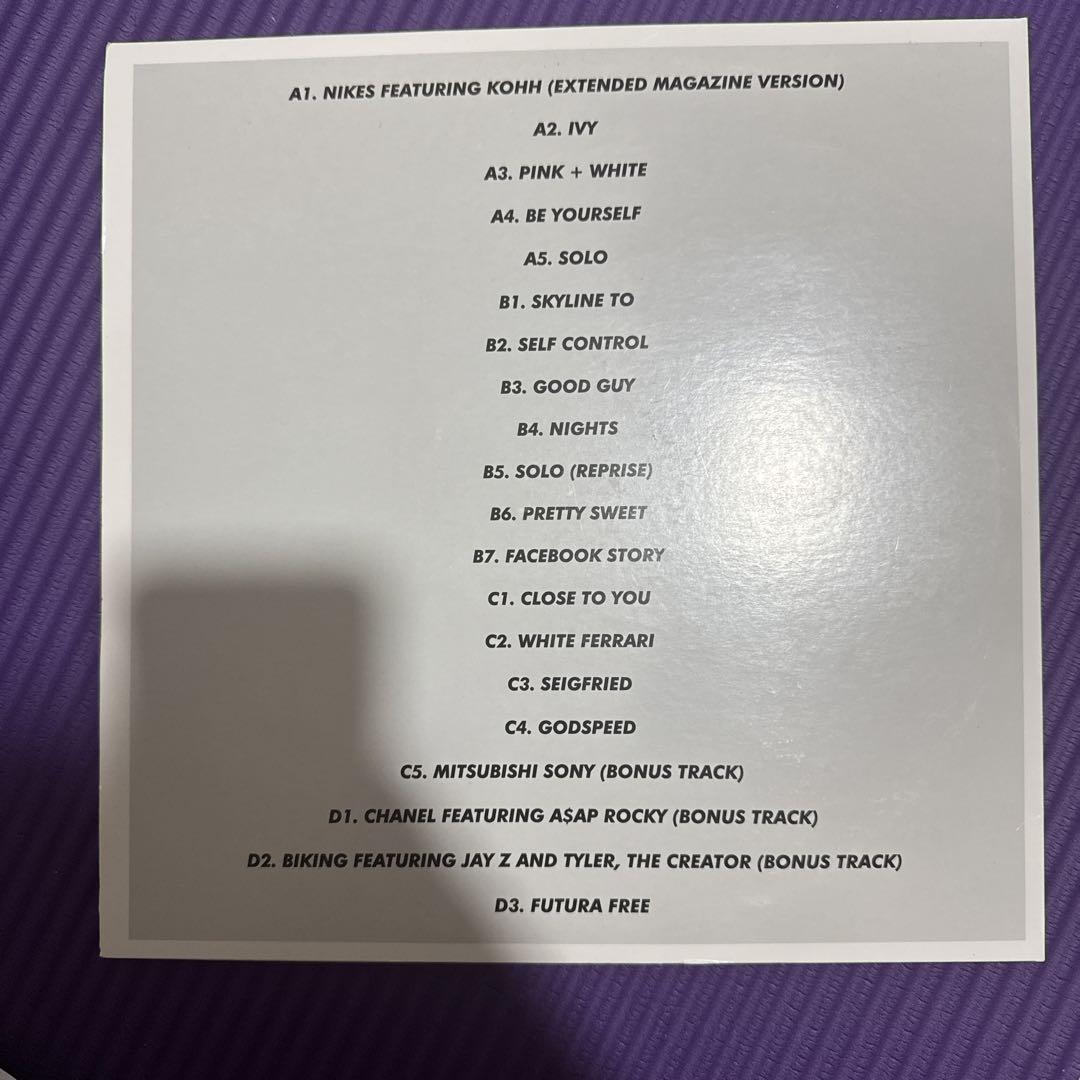 A1. NIKES FEATURING KOHH (EXTENDED MAGAZINE VERSION)
A2. IVY
A3. PINK + WHITE
A4. BE YOURSELF
A5. SOLO
B1. SKYLINE TO
B2. SELF CONTROL
B3. GOOD GUY
B4. NIGHTS
B5. SOLO (REPRISE)
B6. PRETTY SWEET
B7. FACEBOOK STORY
C1. CLOSE TO YOU
C2. WHITE FERRARI
C3. SEIGFRIED
C4. GODSPEED
C5. MITSUBISHI SONY (BONUS TRACK)
D1. CHANEL FEATURING A$AP ROCKY (BONUS TRACK)
D2. BIKING FEATURING JAY Z AND TYLER, THE CREATOR (BONUS TRACK)
D3. FUTURA FREE